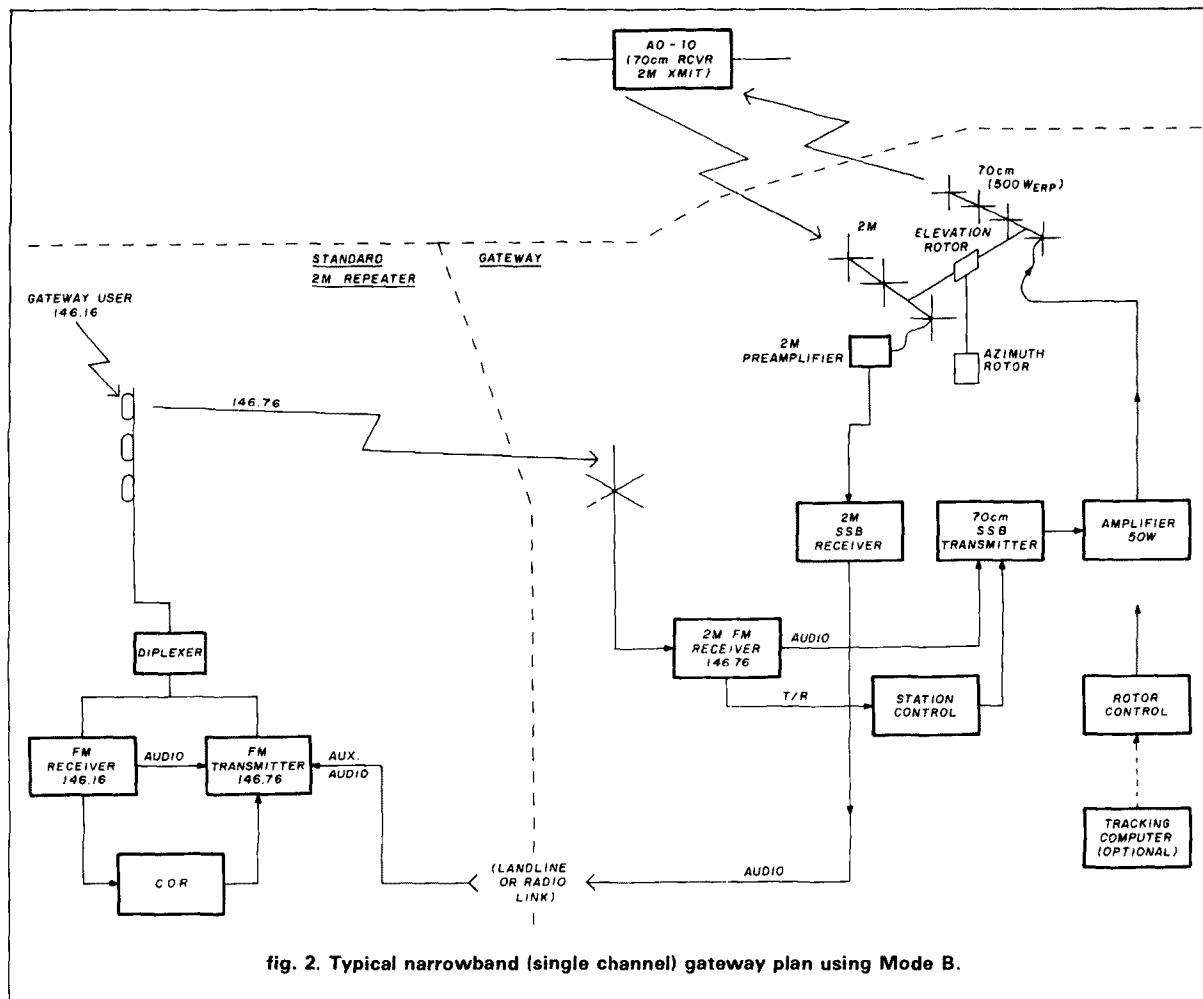 AO-10
(70cm RCVR
2M XMIT)
70cm
(500 WERP)
2M
ELEVATION
ROTOR
STANDARD
2M REPEATER
GATEWAY
GATEWAY USER
146.16
2M
PREAMPLIFIER
AZIMUTH
ROTOR
146.76
2M
SSB
RECEIVER
70cm
SSB
TRANSMITTER
AMPLIFIER
50W
DIPLEXER
2M FM
RECEIVER
146.76
AUDIO
T/R
STATION
CONTROL
ROTOR
CONTROL
FM
RECEIVER
146.16
AUDIO
FM
TRANSMITTER
146.76
AUX.
AUDIO
TRACKING
COMPUTER
(OPTIONAL)
COR
(LANDLINE
OR RADIO
LINK)
AUDIO
fig. 2. Typical narrowband (single channel) gateway plan using Mode B.